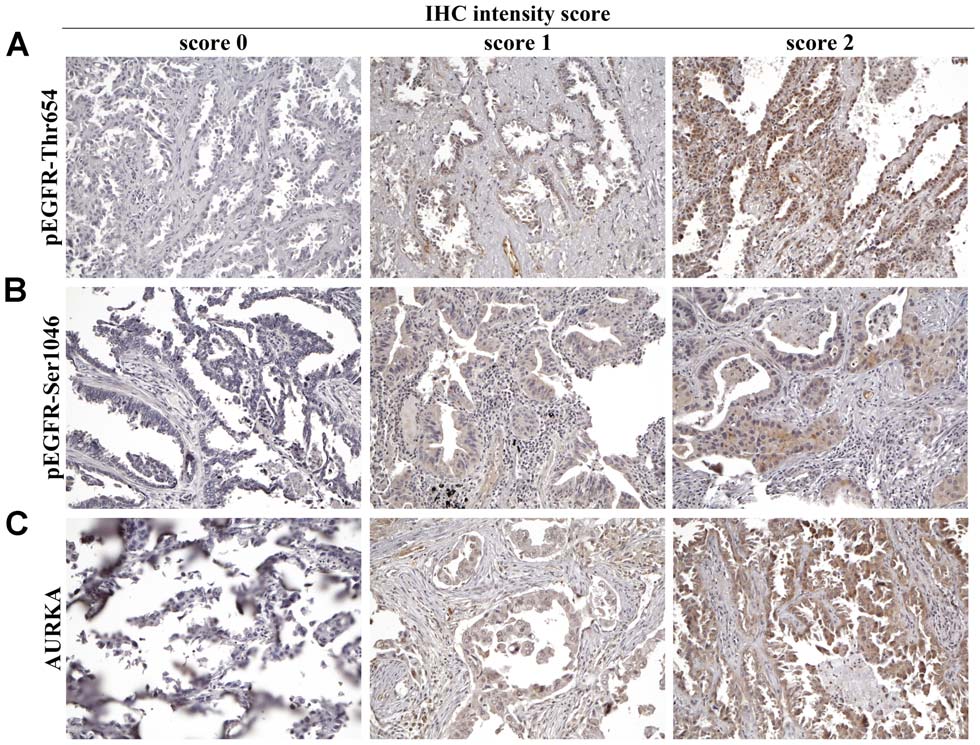 IHC intensity score
score 0 score 1 score 2
A
pEGFR-Thr654
B
pEGFR-Ser1046
C
AURKA